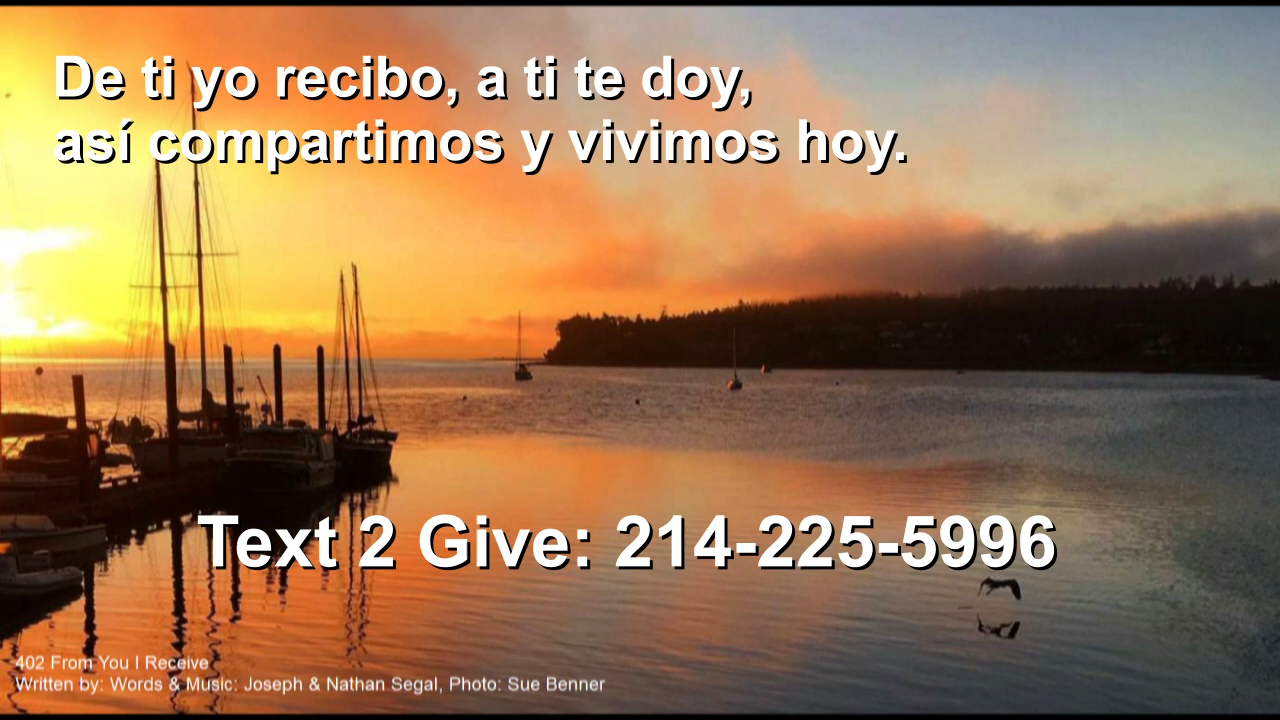 De ti yo recibo, a ti te doy,
así compartimos y vivimos hoy.
Text 2 Give: 214-225-5996
402 From You I Receive
Written by: Words & Music: Joseph & Nathan Segal, Photo: Sue Benner